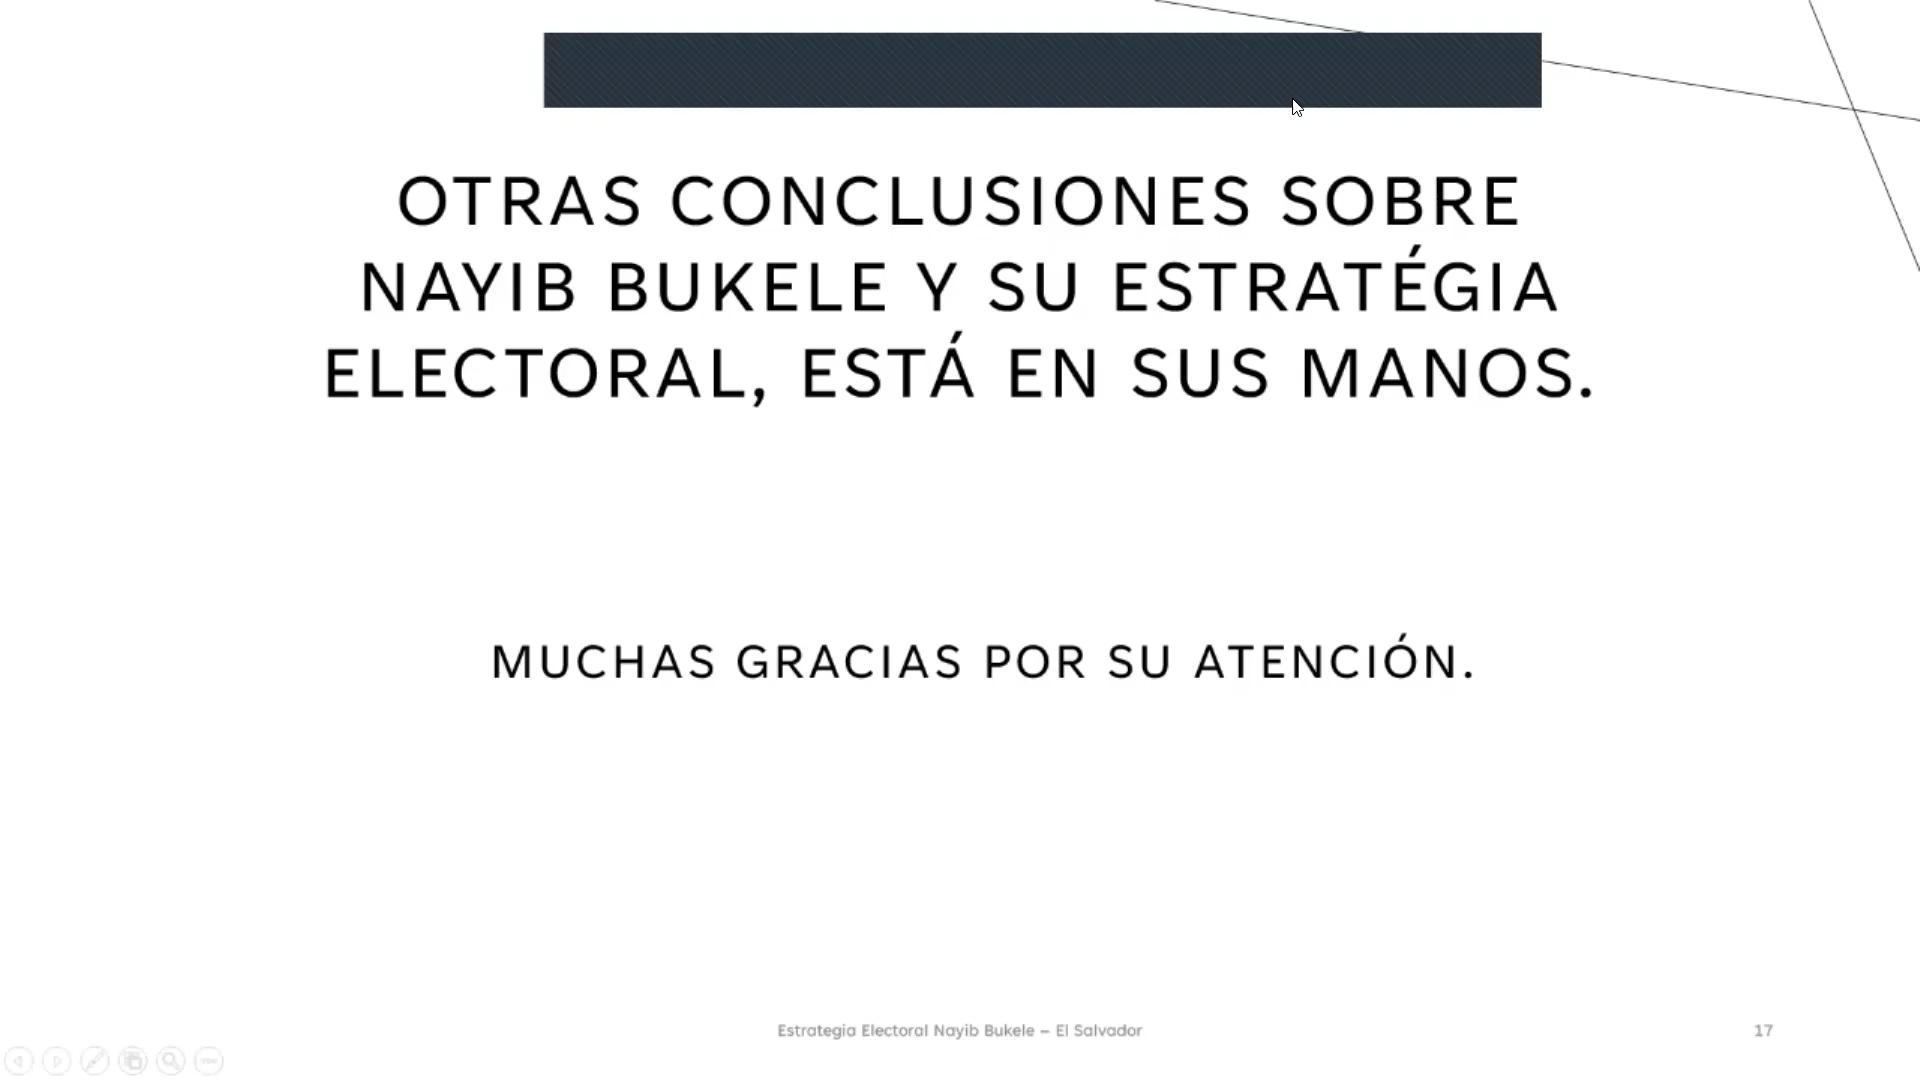 OTRAS CONCLUSIONES SOBRE
NAYIB BUKELE Y SU ESTRATÉGIA
ELECTORAL, ESTÁ EN SUS MANOS.
MUCHAS GRACIAS POR SU ATENCIÓN.
Estrategia Electoral Nayib Bukele – El Salvador
17